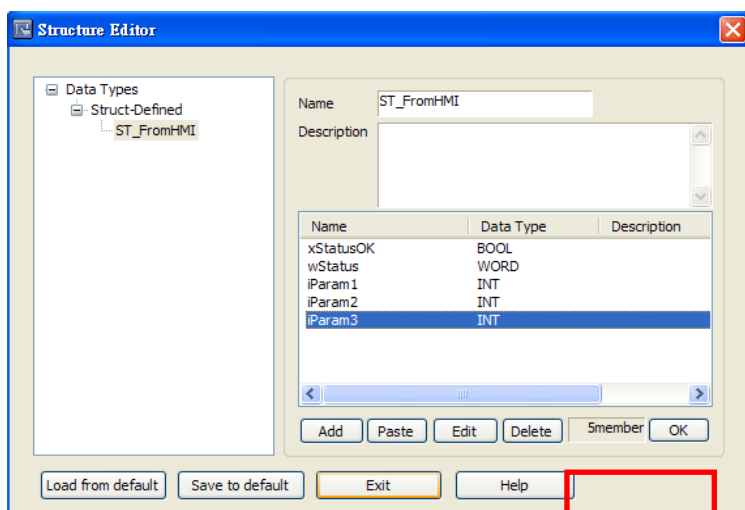 Structure Editor
Data Types
Struct-Defined
ST_FromHMI
Name ST_FromHMI
Description
Name Data Type Description
xStatusOK BOOL
wStatus WORD
iParam1 INT
iParam2 INT
iParam3 INT
Add Paste Edit Delete 5member OK
Load from default Save to default Exit Help